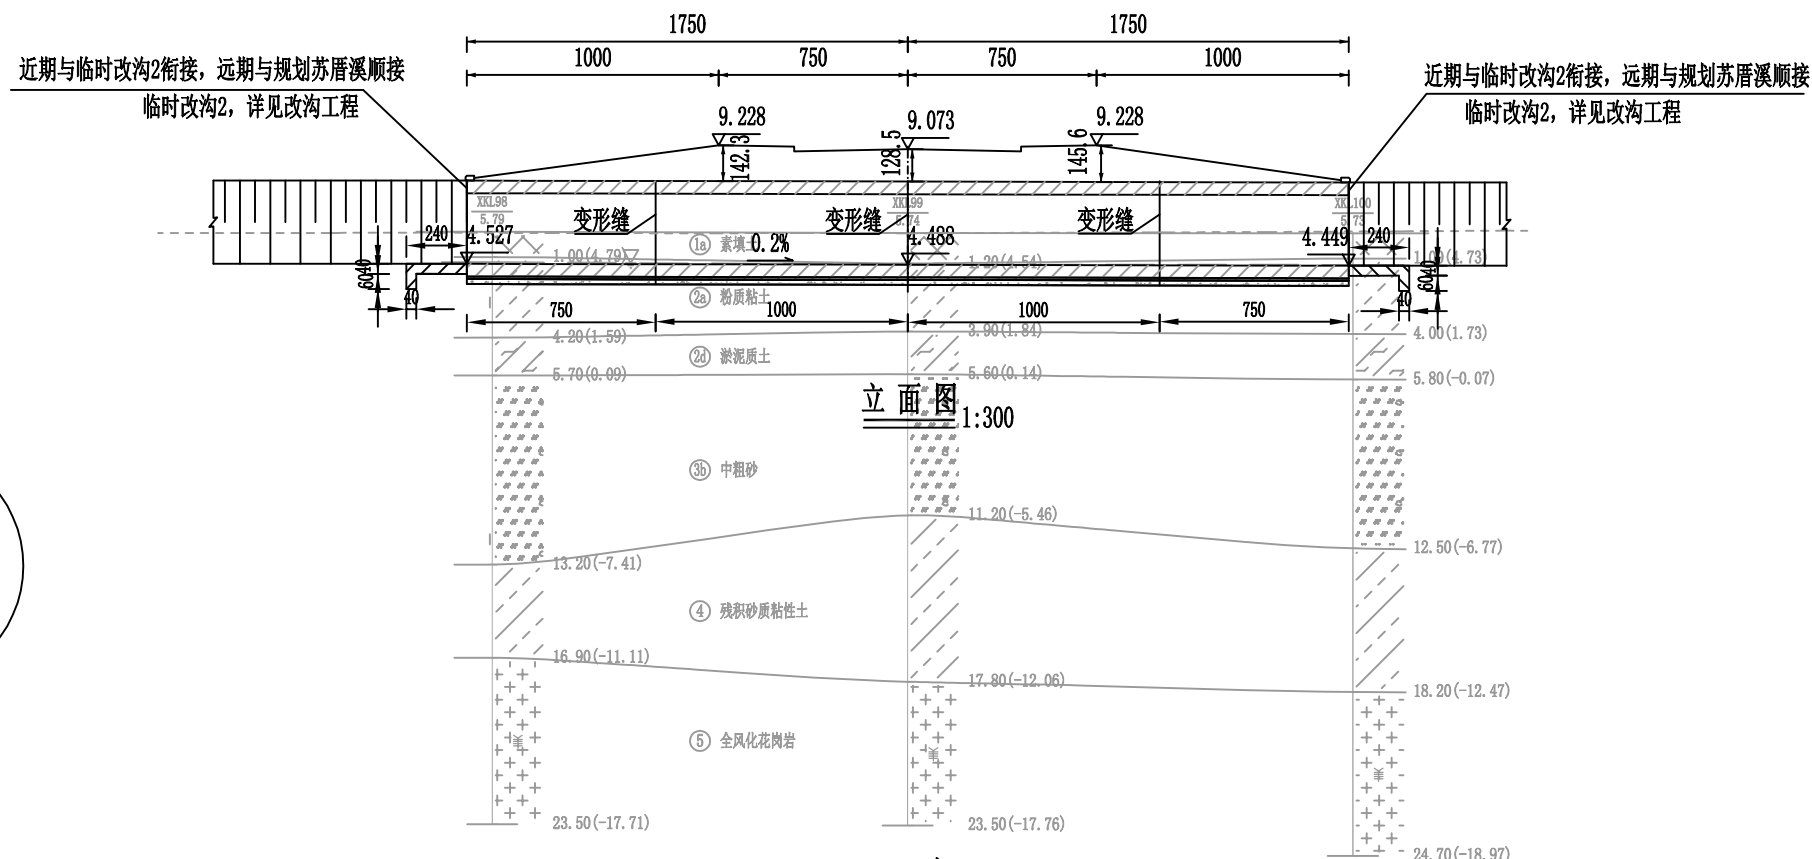 1750
1750
1000
750
750
1000
近期与临时改沟2衔接，远期与规划苏厝溪顺接
临时改沟2，详见改沟工程
近期与临时改沟2衔接，远期与规划苏厝溪顺接
临时改沟2，详见改沟工程
9.228
9.073
9.228
142.3
128.5
145.6
XKL98
5.79
XKL99
5.74
XKL100
5.73
变形缝
变形缝
变形缝
240
4.527
1a 素填土
0.2%
4.488
4.449
240
1.00(4.79)
1.20(4.54)
1.00(4.73)
60
40
40
2a 粉质粘土
60
40
40
750
1000
1000
750
4.20(1.59)
3.90(1.84)
4.00(1.73)
2d 淤泥质土
5.70(0.09)
5.60(0.14)
5.80(-0.07)
立面图 1:300
3b 中粗砂
11.20(-5.46)
13.20(-7.41)
12.50(-6.77)
④ 残积砂质粘性土
16.90(-11.11)
17.80(-12.06)
18.20(-12.47)
⑤ 全风化花岗岩
23.50(-17.71)
23.50(-17.76)
24.70(-18.97)